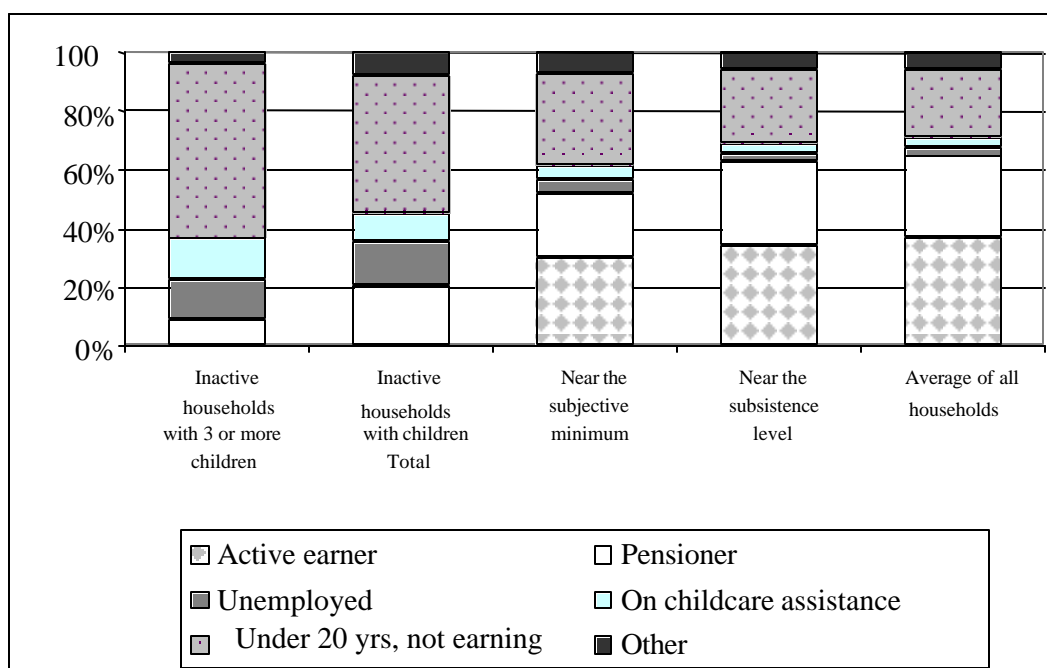 100
80%
60%
40%
20%
0%
Inactive
households
with 3 or more
children
Inactive
households
with children
Total
Near the
subjective
minimum
Near the
subsistence
level
Average of all
households
Active earner
Pensioner
Unemployed
On childcare assistance
Under 20 yrs, not earning
Other